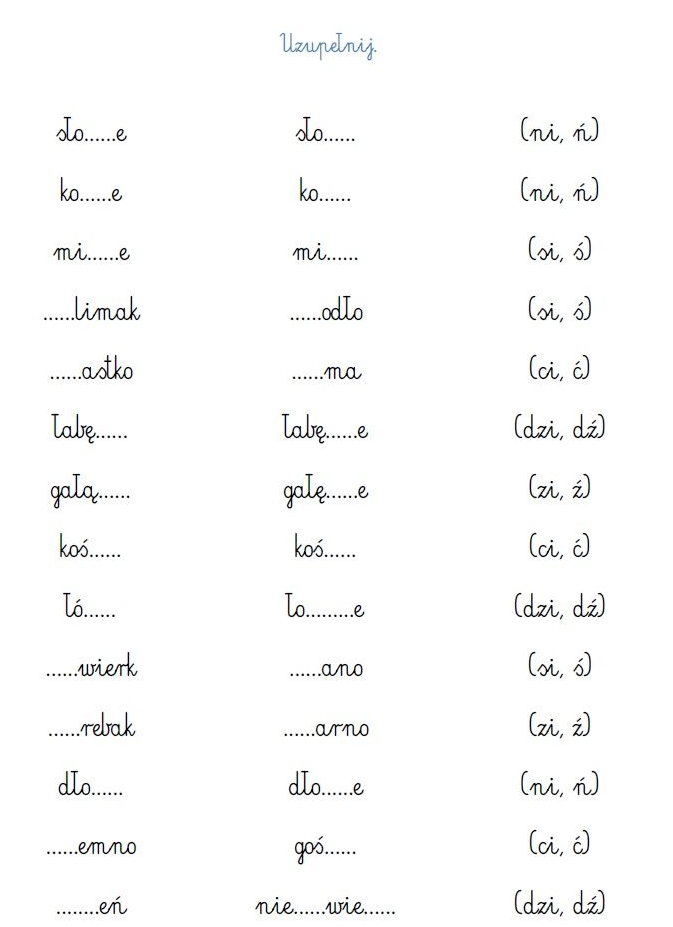 Uzupełnij.
sło......e sło...... (ni, ń)
ko......e ko...... (ni, ń)
mi......e mi...... (si, ś)
......limak ......odło (si, ś)
......astko ......ma (ci, ć)
łabę...... łabę......e (dzi, dź)
gałą...... gałę......e (zi, ź)
koś...... koś...... (ci, ć)
łó...... ło.........e (dzi, dź)
......wierk ......ano (si, ś)
......rebak ......arno (zi, ź)
dło...... dło......e (ni, ń)
......emno goś...... (ci, ć)
........eń nie......wie...... (dzi, dź)